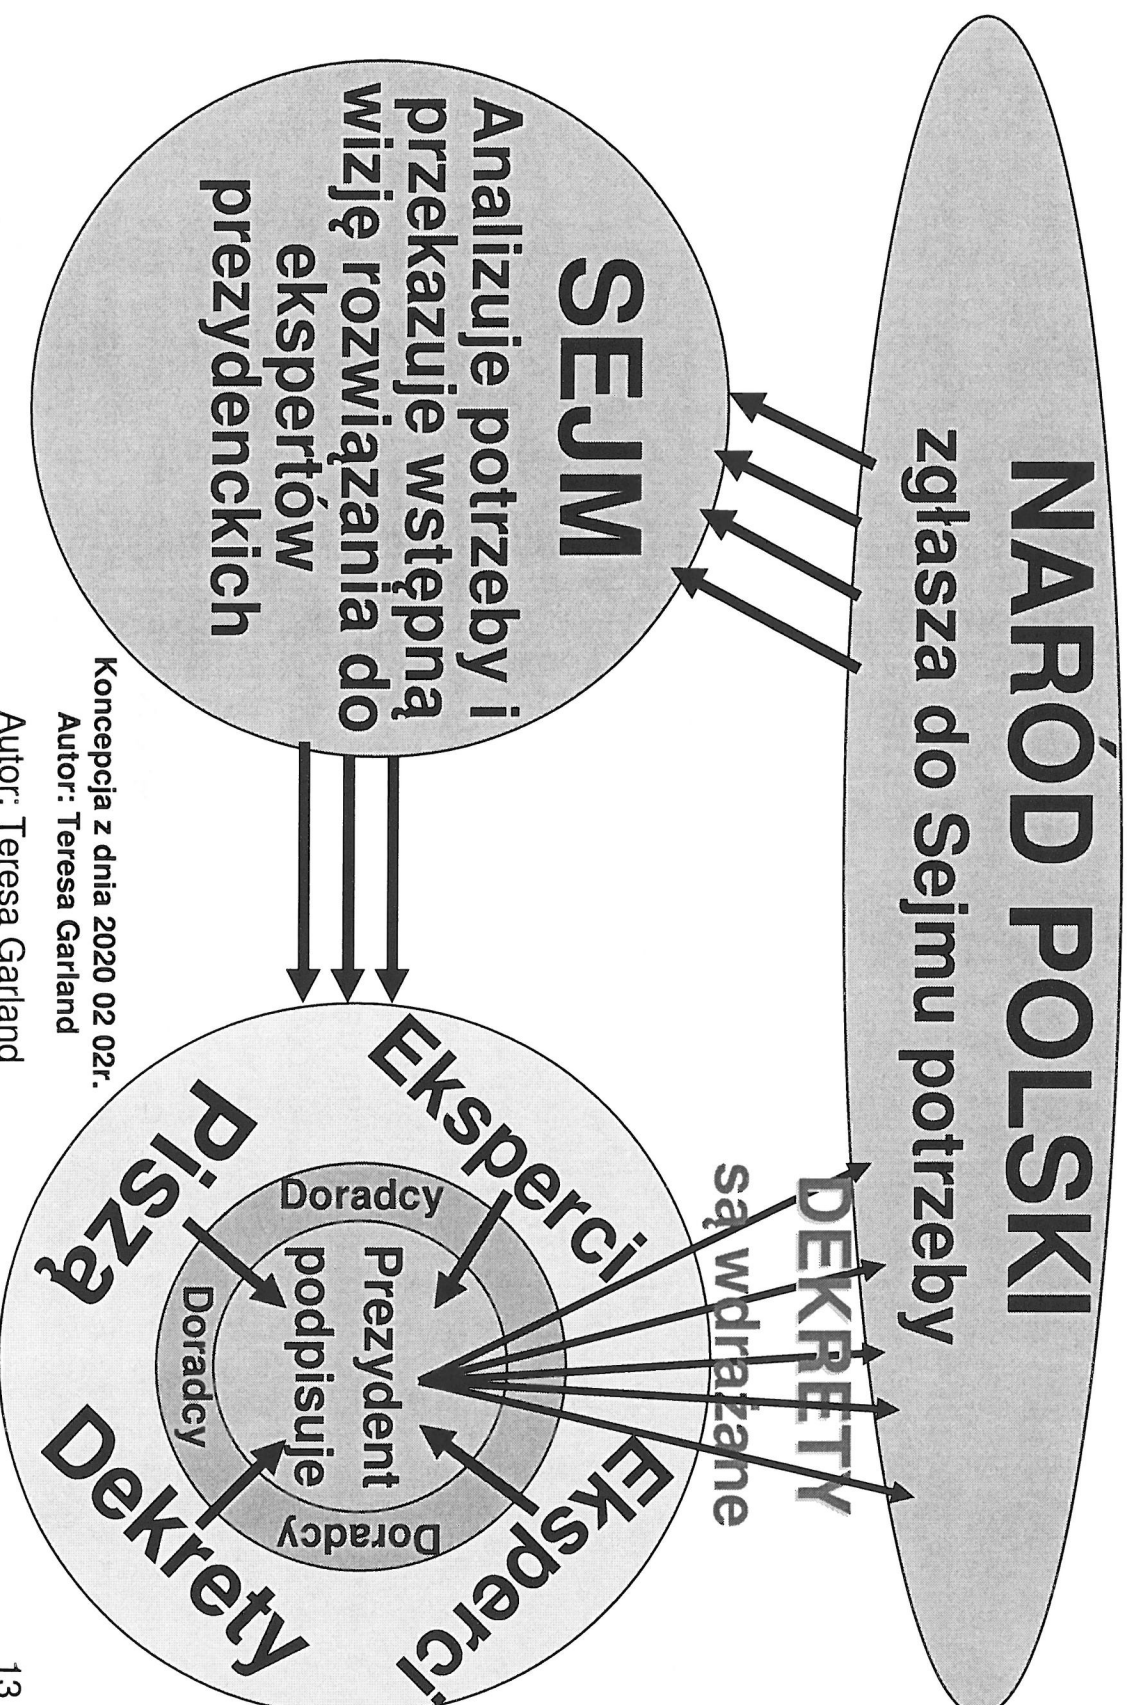 NARÓD POLSKI
zgłasza do Sejmu potrzeby
DEKRETY
są wdrażane
SEJM
Analizuje potrzeby i
przekazuje wstępną
wizję rozwiązania do
ekspertów
prezydenckich
Eksperci
Eksperci
Piszą
Dekrety
Doradcy
Doradcy
Doradcy
Prezydent
podpisuje
Koncepcja z dnia 2020 02 02r.
Autor: Teresa Garland
Autor: Teresa Garland
13